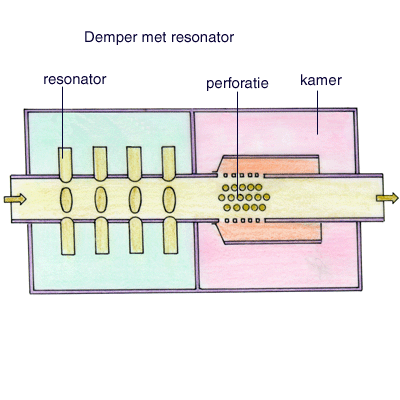 Demper met resonator
resonator
perforatie
kamer